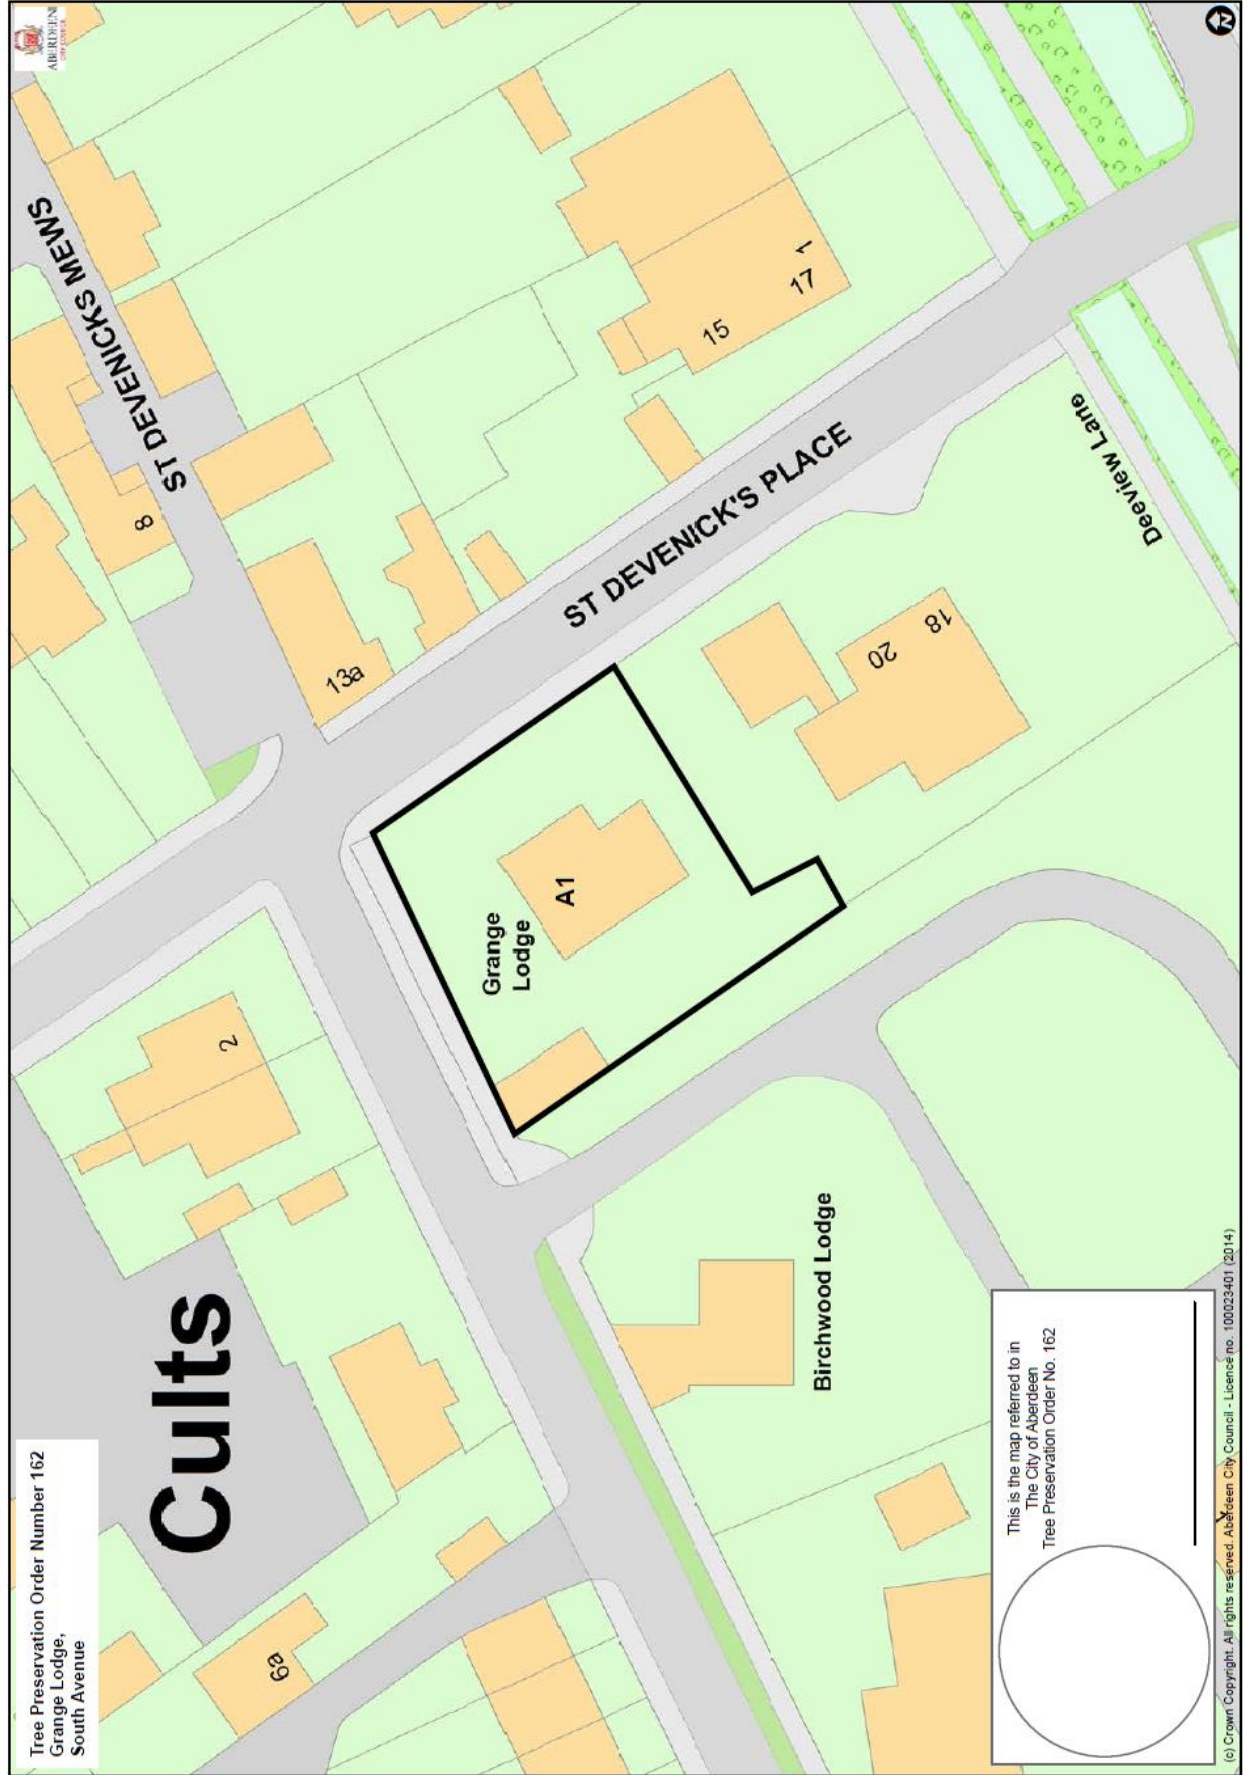 Tree Preservation Order Number 162
Grange Lodge,
South Avenue
ABERDEEN
CITY COUNCIL
N
Cults
ST DEVENICKS MEWS
8
13a
2
6a
ST DEVENICK'S PLACE
15
17
1
Grange
Lodge
A1
20
18
Deeview Lane
Birchwood Lodge
This is the map referred to in
The City of Aberdeen
Tree Preservation Order No. 162
(c) Crown Copyright. All rights reserved. Aberdeen City Council - Licence no. 100023401 (2014)